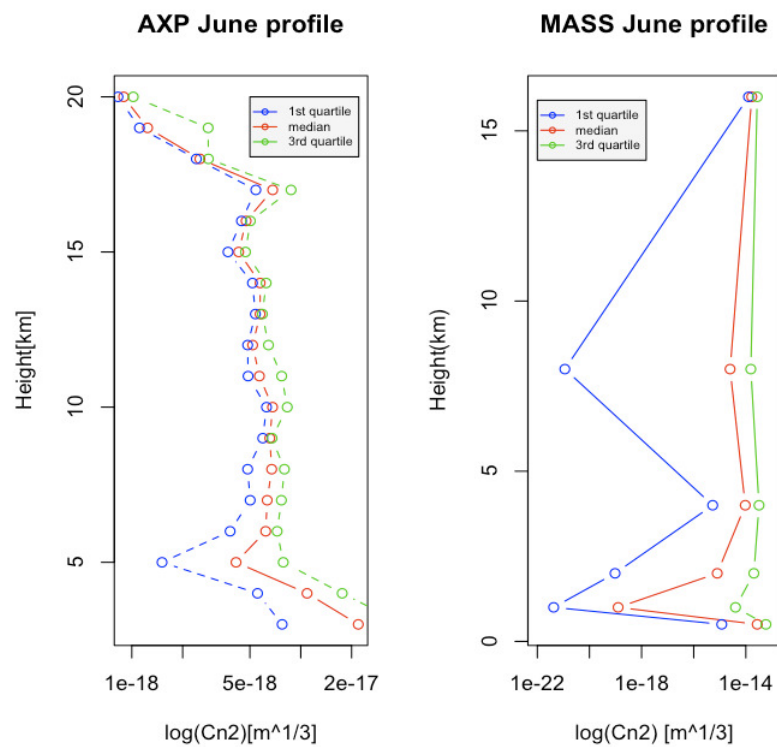 AXP June profile
20
15
10
5
Height[km]
1st quartile
median
3rd quartile
1e-18
5e-18
2e-17
log(Cn2)[m^1/3]
MASS June profile
15
10
5
0
Height(km)
1st quartile
median
3rd quartile
1e-22
1e-18
1e-14
log(Cn2) [m^1/3]